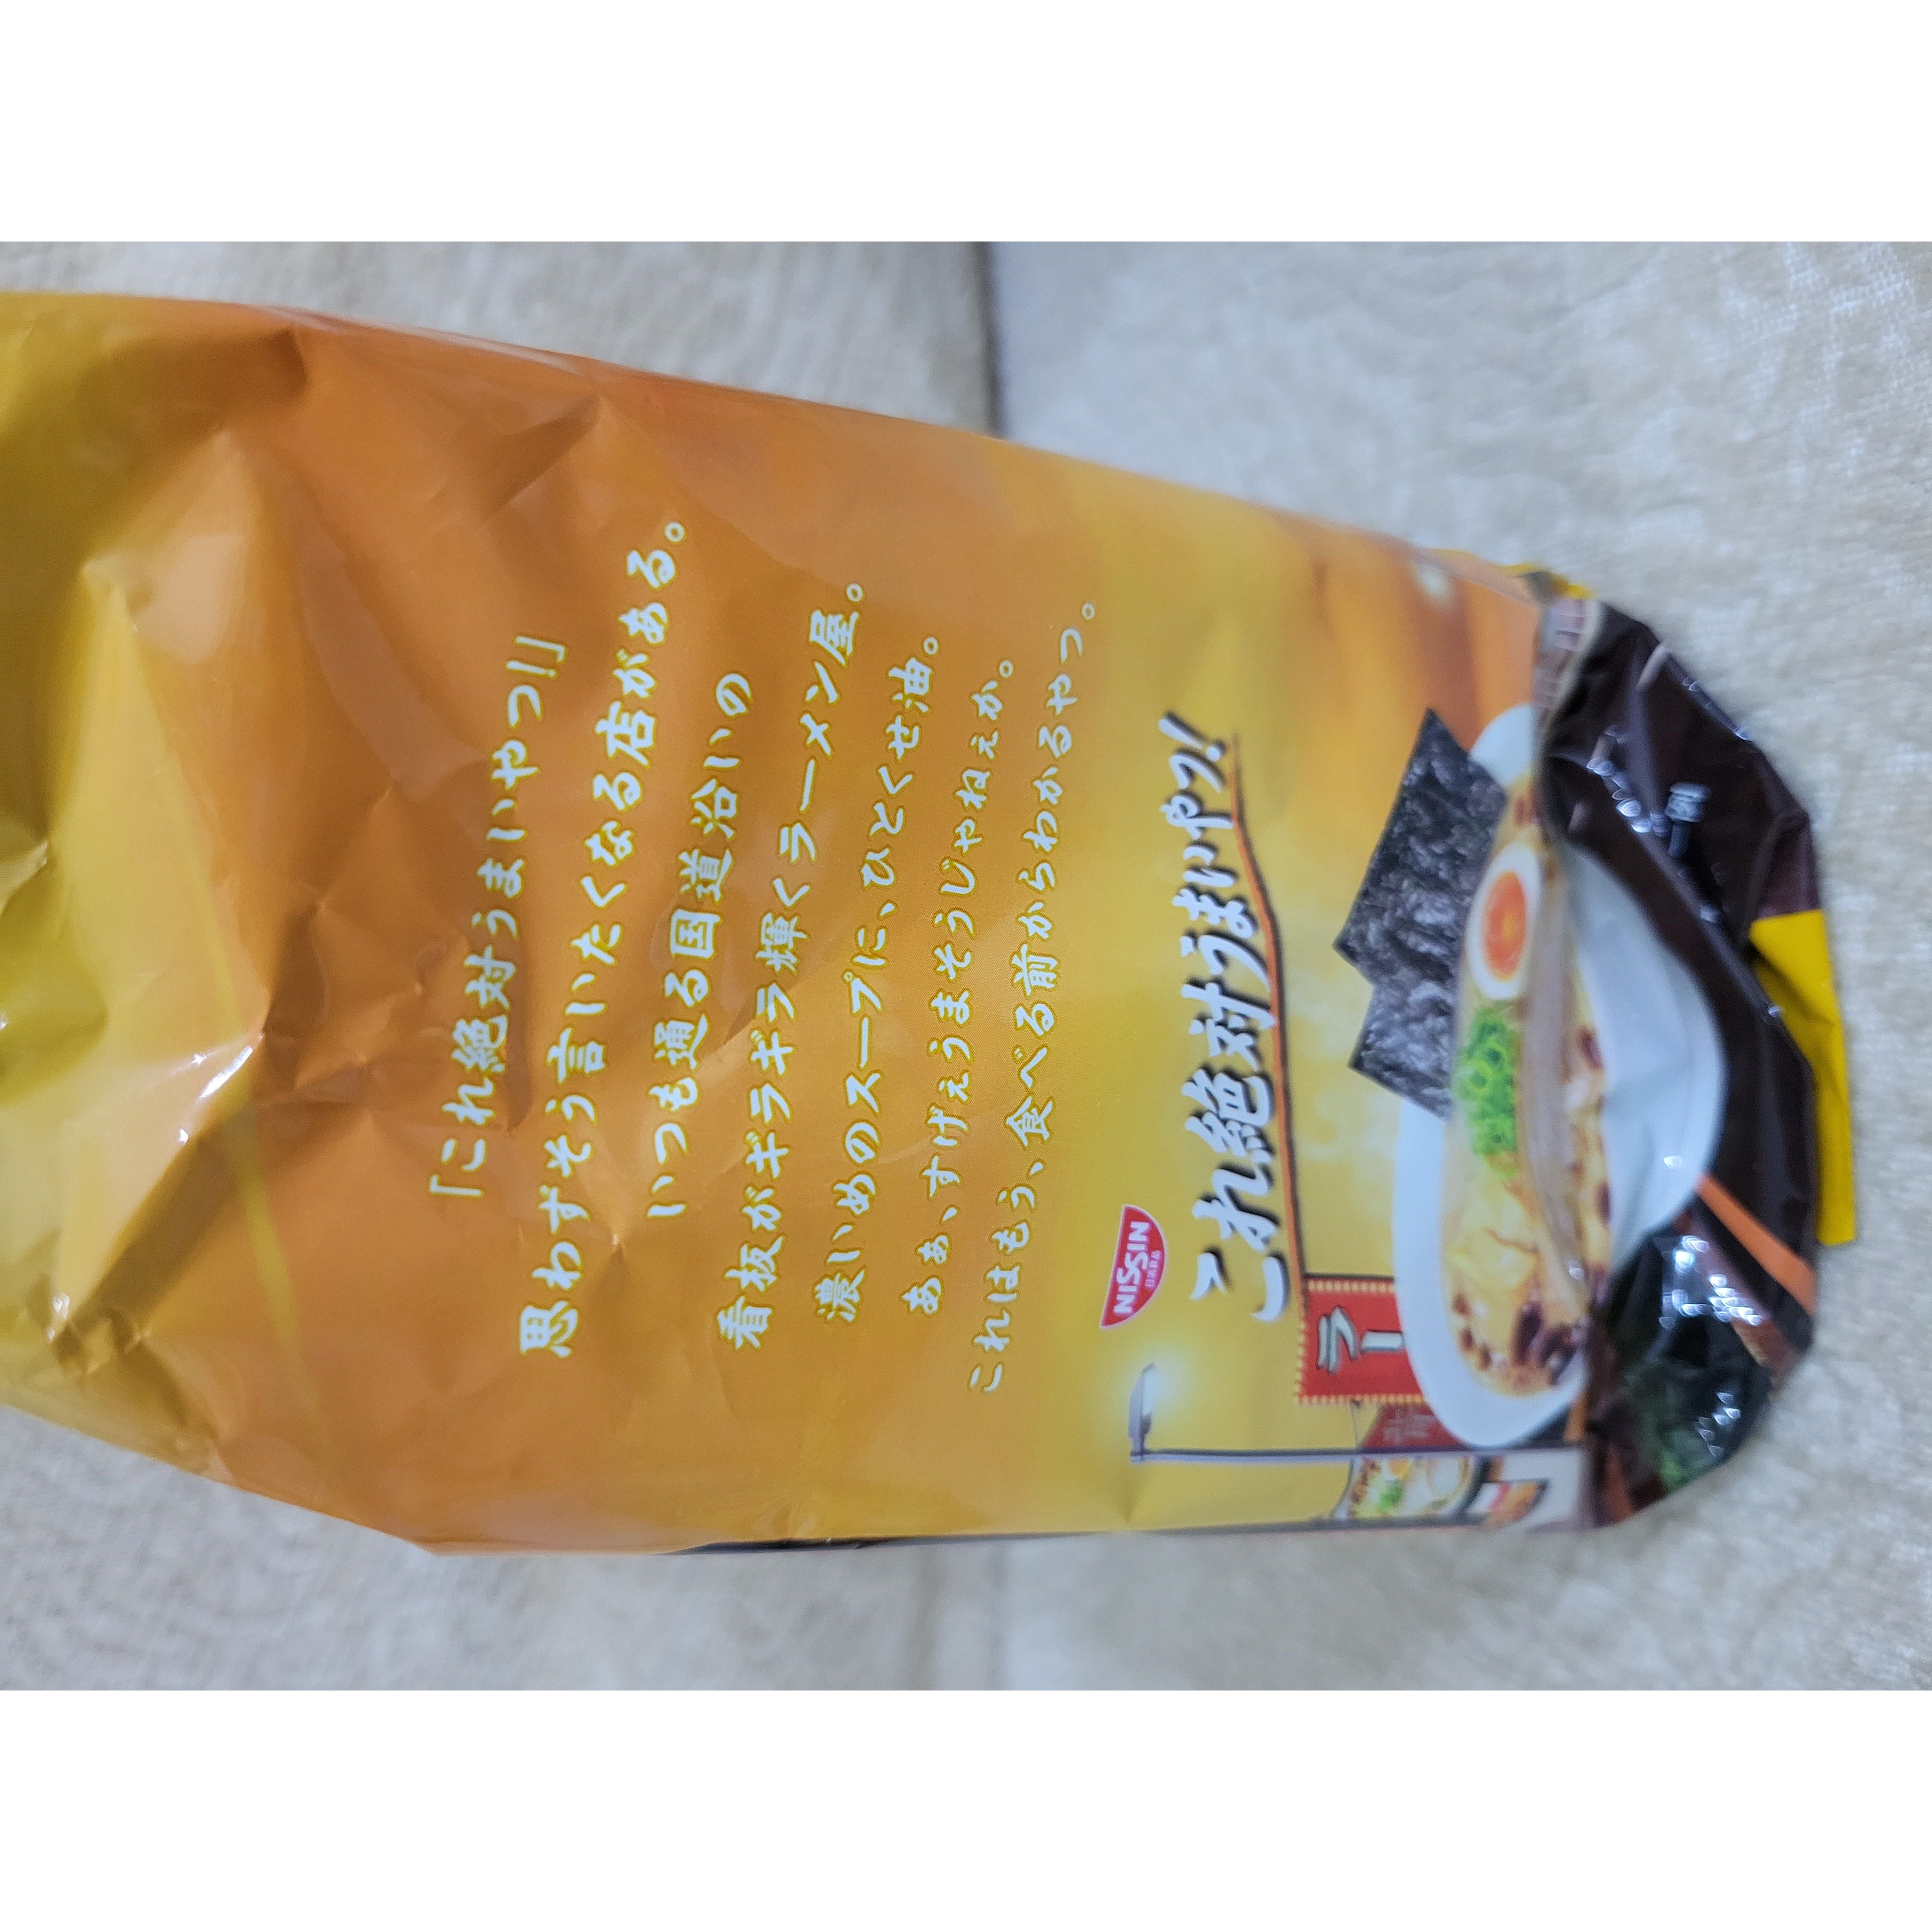 「これ絶対うまいやつ!」
思わずそう言いたくなる店がある。
いつも通る国道沿いの
看板がギラギラ輝くラーメン屋。
濃いめのスープに、ひとくせ油。
ああ、すげぇうまそうじゃねぇか。
これはもう、食べる前からわかるやつ。
NISSIN
これ絶対うまいやつ!
ラー